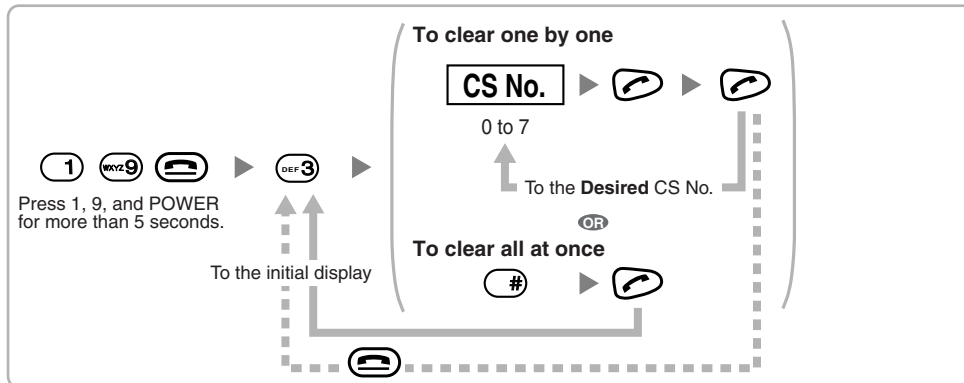 To clear one by one
CS No.
0 to 7
1 WXYZ9 DEF3
Press 1, 9, and POWER
for more than 5 seconds.
To the Desired CS No.
OR
To clear all at once
To the initial display
#